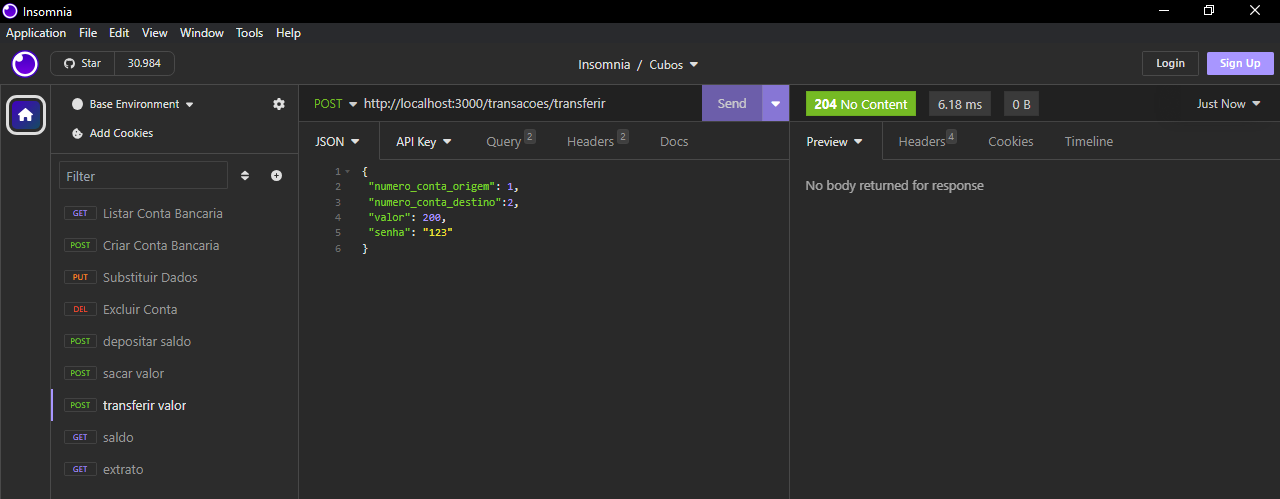 Insomnia
Application File Edit View Window Tools Help
Star 30.984
Insomnia / Cubos
Login Sign Up
Base Environment
Add Cookies
Filter
GET Listar Conta Bancaria
POST Criar Conta Bancaria
PUT Substituir Dados
DEL Excluir Conta
POST depositar saldo
POST sacar valor
POST transferir valor
GET saldo
GET extrato
POST http://localhost:3000/transacoes/transferir Send
JSON API Key Query 2 Headers 2 Docs
1 {
2 "numero_conta_origem": 1,
3 "numero_conta_destino":2,
4 "valor": 200,
5 "senha": "123"
6 }
204 No Content 6.18 ms 0 B Just Now
Preview Headers 4 Cookies Timeline
No body returned for response